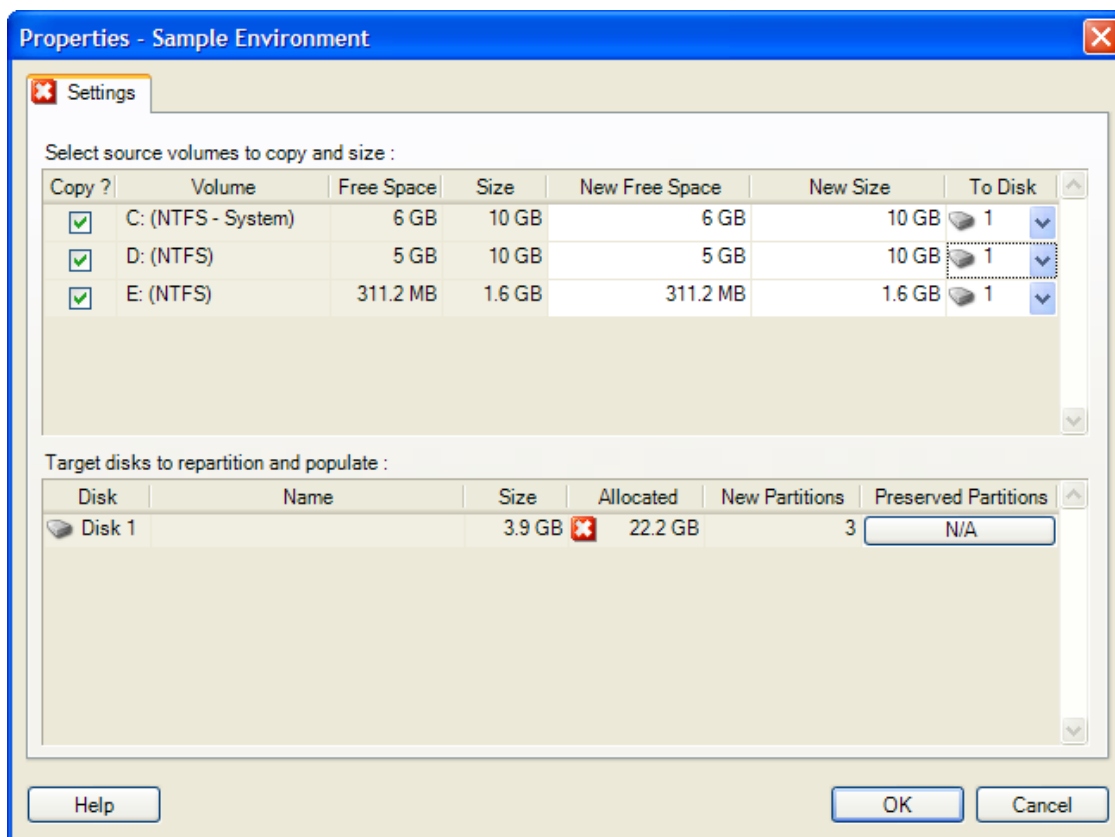 Properties - Sample Environment
Settings
Select source volumes to copy and size :
Copy ? Volume Free Space Size New Free Space New Size To Disk
C: (NTFS - System) 6 GB 10 GB 6 GB 10 GB 1
D: (NTFS) 5 GB 10 GB 5 GB 10 GB 1
E: (NTFS) 311.2 MB 1.6 GB 311.2 MB 1.6 GB 1
Target disks to repartition and populate :
Disk Name Size Allocated New Partitions Preserved Partitions
Disk 1 3.9 GB 22.2 GB 3 N/A
Help OK Cancel